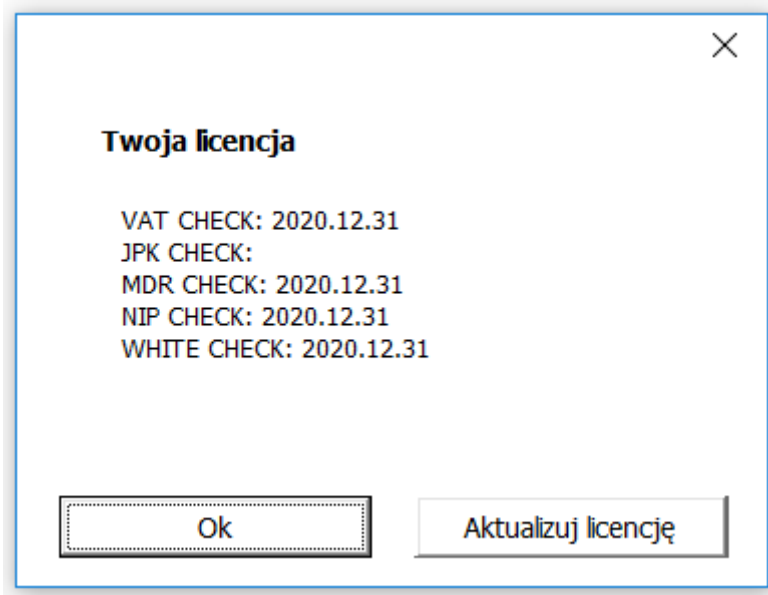 Twoja licencja
VAT CHECK: 2020.12.31
JPK CHECK:
MDR CHECK: 2020.12.31
NIP CHECK: 2020.12.31
WHITE CHECK: 2020.12.31
Ok
Aktualizuj licencję